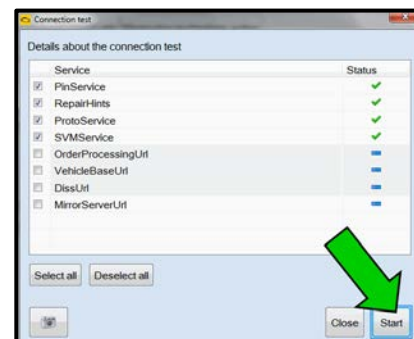 Connection test
Details about the connection test
Service Status
PinService
RepairHints
ProtoService
SVMService
OrderProcessingUrl
VehicleBaseUrl
DissUrl
MirrorServerUrl
Select all Deselect all
Close Start